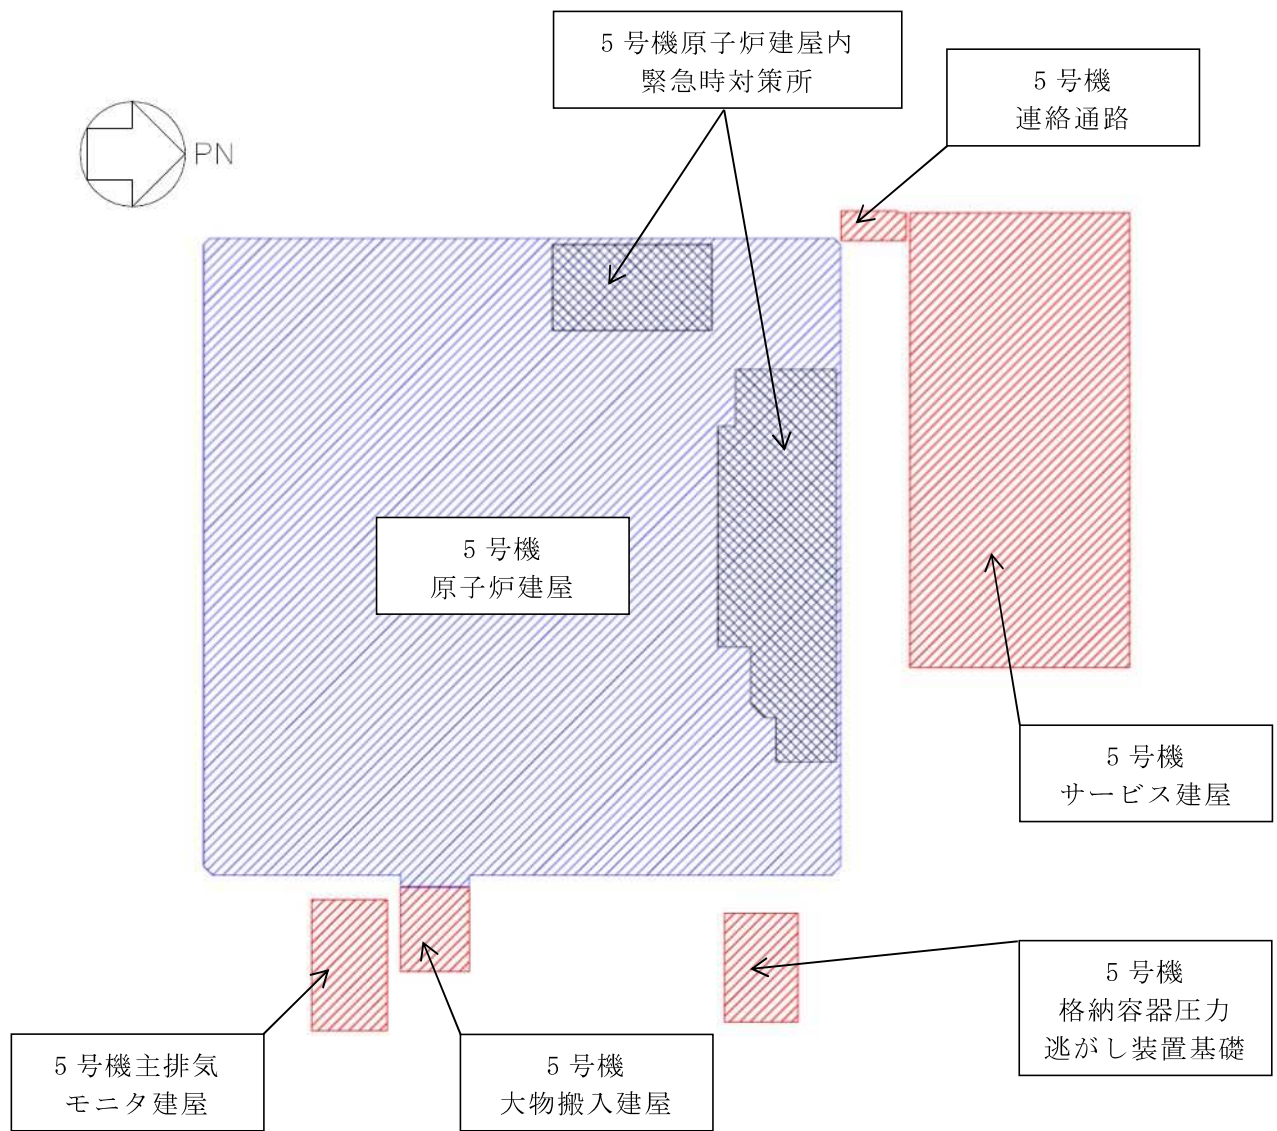 5 号機原子炉建屋内
緊急時対策所
5 号機
連絡通路
PN
5 号機
原子炉建屋
5 号機
サービス建屋
5 号機
格納容器圧力
逃がし装置基礎
5 号機主排気
モニタ建屋
5 号機
大物搬入建屋